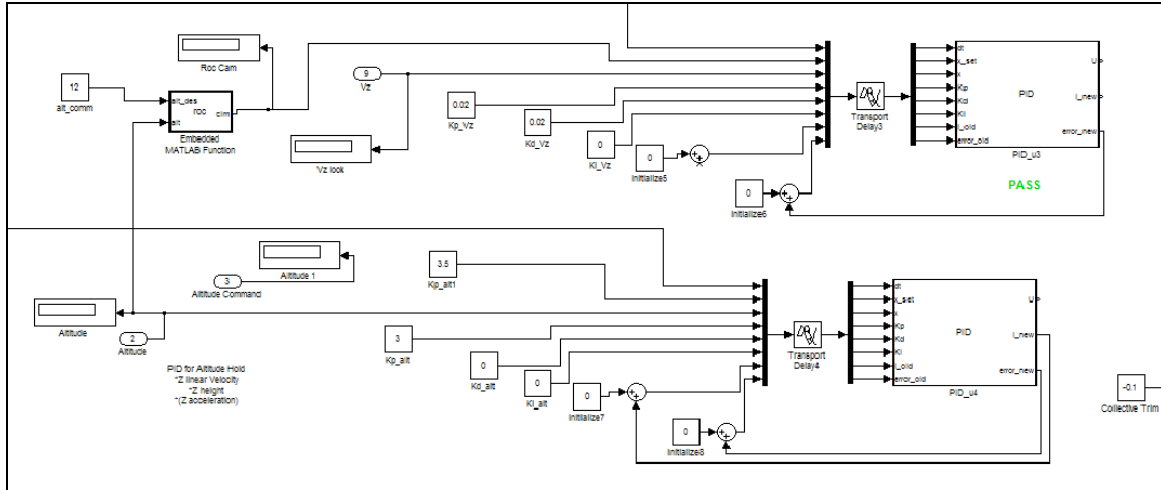 Roc Cam
12
alt_comm
alt_des
alt
roc
clm
Embedded
MATLAB Function
9
Vz
Vz look
0.02
Kp_Vz
0.02
Kd_Vz
0
Ki_Vz
0
Initialize5
0
Initialize6
Transport
Delay3
dt
x_set
x
Kp
Kd
Ki
I_old
error_old
PID
U
I_new
error_new
PID_u3
PASS
Altitude 1
Altitude Command
Altitude
2
Altitude
PID for Altitude Hold
*Z linear Velocity
*Z height
*(Z acceleration)
3.5
Kp_alt1
3
Kp_alt
0
Kd_alt
0
Ki_alt
0
Initialize7
0
Initialize8
Transport
Delay4
dt
x_set
x
Kp
Kd
Ki
I_old
error_old
PID
U
I_new
error_new
PID_u4
-0.1
Collective Trim